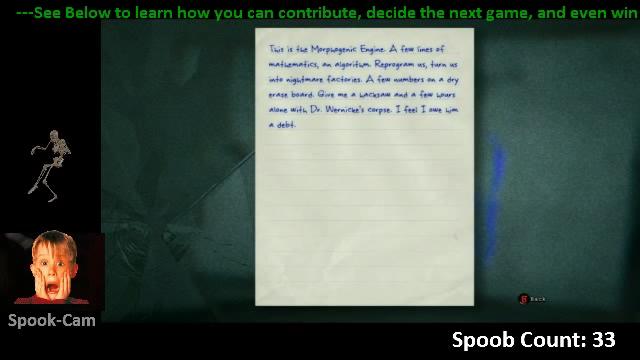 ---See Below to learn how you can contribute, decide the next game, and even win
This is the Morphogenic Engine. A few lines of
mathematics, an algorithm. Reprogram us, turn us
into nightmare factories. A few numbers on a dry
erase board. Give me a hacksaw and a few hours
alone with Dr. Wernicke's corpse. I feel I owe him
a debt.
B Back
Spook-Cam
Spoob Count: 33